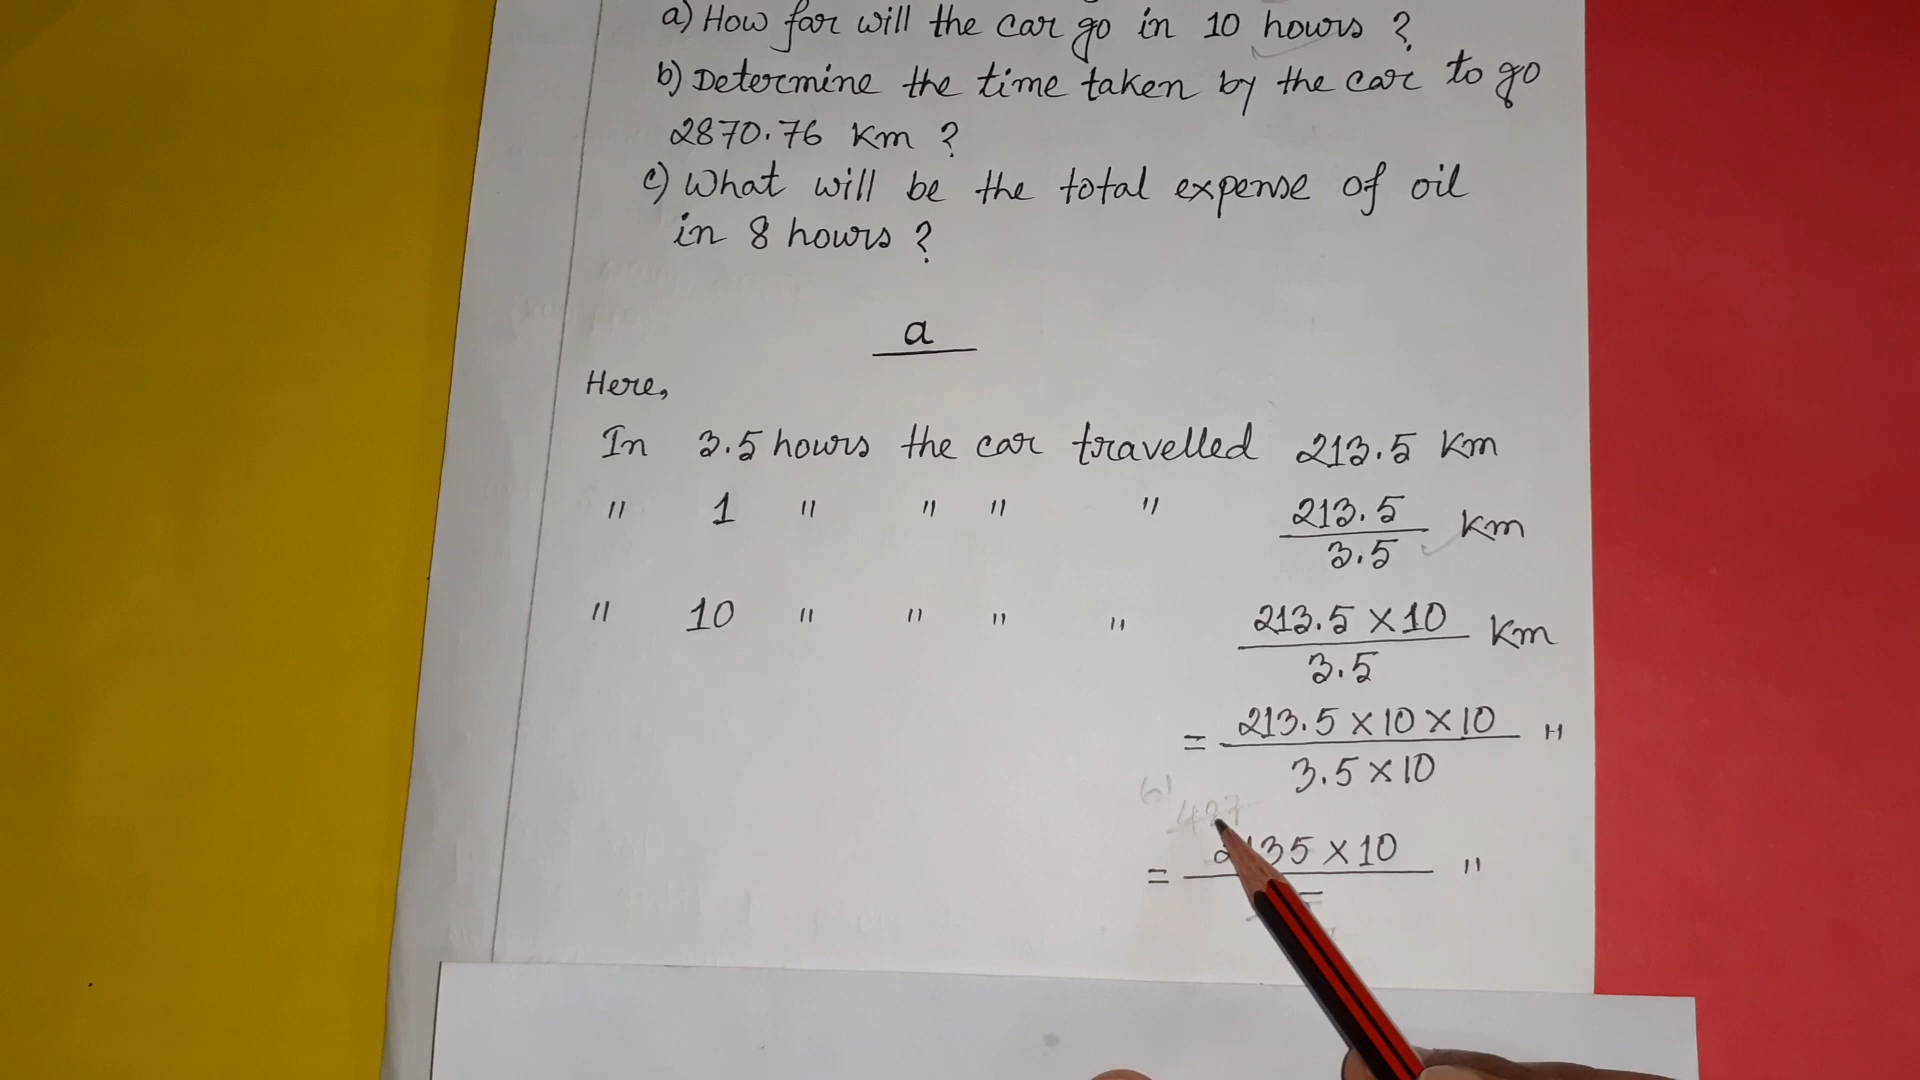 a) How far will the car go in 10 hours ?
b) Determine the time taken by the car to go
2870.76 Km ?
c) What will be the total expense of oil
in 8 hours ?
a
Here,
In 3.5 hours the car travelled 213.5 Km
" 1 " " " " 213.5 Km
3.5
" 10 " " " " 213.5 × 10 Km
3.5
= 213.5 × 10 × 10 "
3.5 × 10
61
427
= 2135 × 10 "